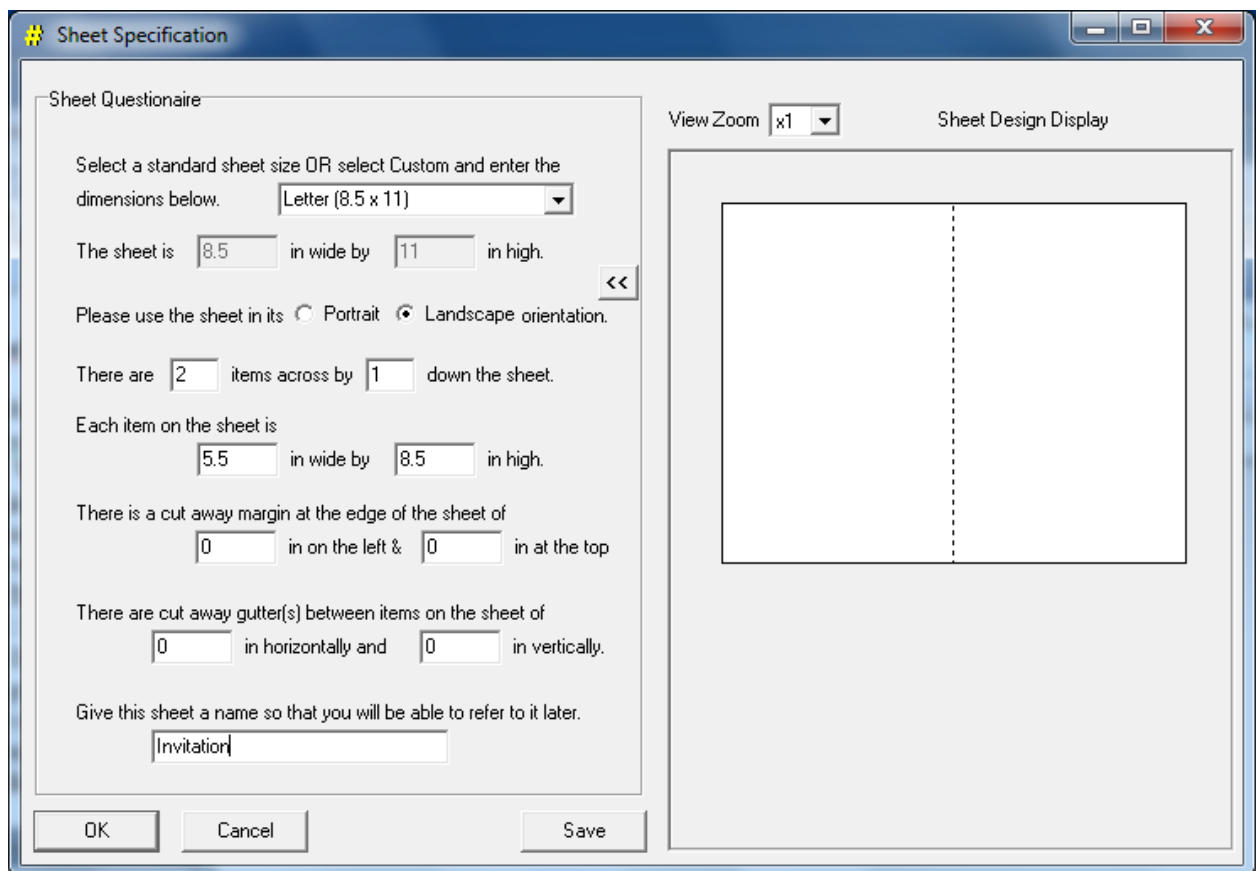 Sheet Specification
Sheet Questionaire
Select a standard sheet size OR select Custom and enter the
dimensions below. Letter (8.5 x 11)
The sheet is 8.5 in wide by 11 in high.
<<
Please use the sheet in its Portrait Landscape orientation.
There are 2 items across by 1 down the sheet.
Each item on the sheet is
5.5 in wide by 8.5 in high.
There is a cut away margin at the edge of the sheet of
0 in on the left & 0 in at the top
There are cut away gutter(s) between items on the sheet of
0 in horizontally and 0 in vertically.
Give this sheet a name so that you will be able to refer to it later.
Invitation
OK Cancel Save
View Zoom x1 Sheet Design Display